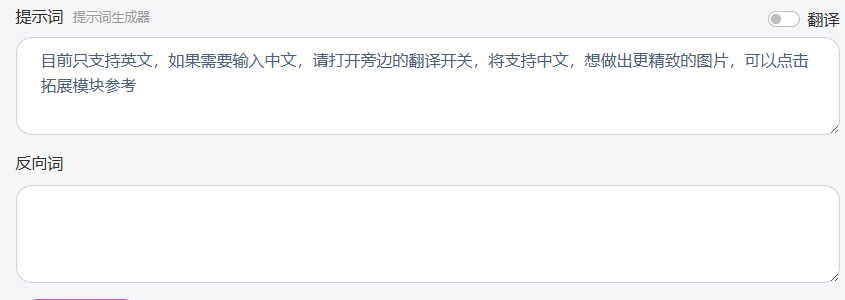 提示词 提示词生成器 翻译
目前只支持英文，如果需要输入中文，请打开旁边的翻译开关，将支持中文，想做出更精致的图片，可以点击
拓展模块参考
反向词